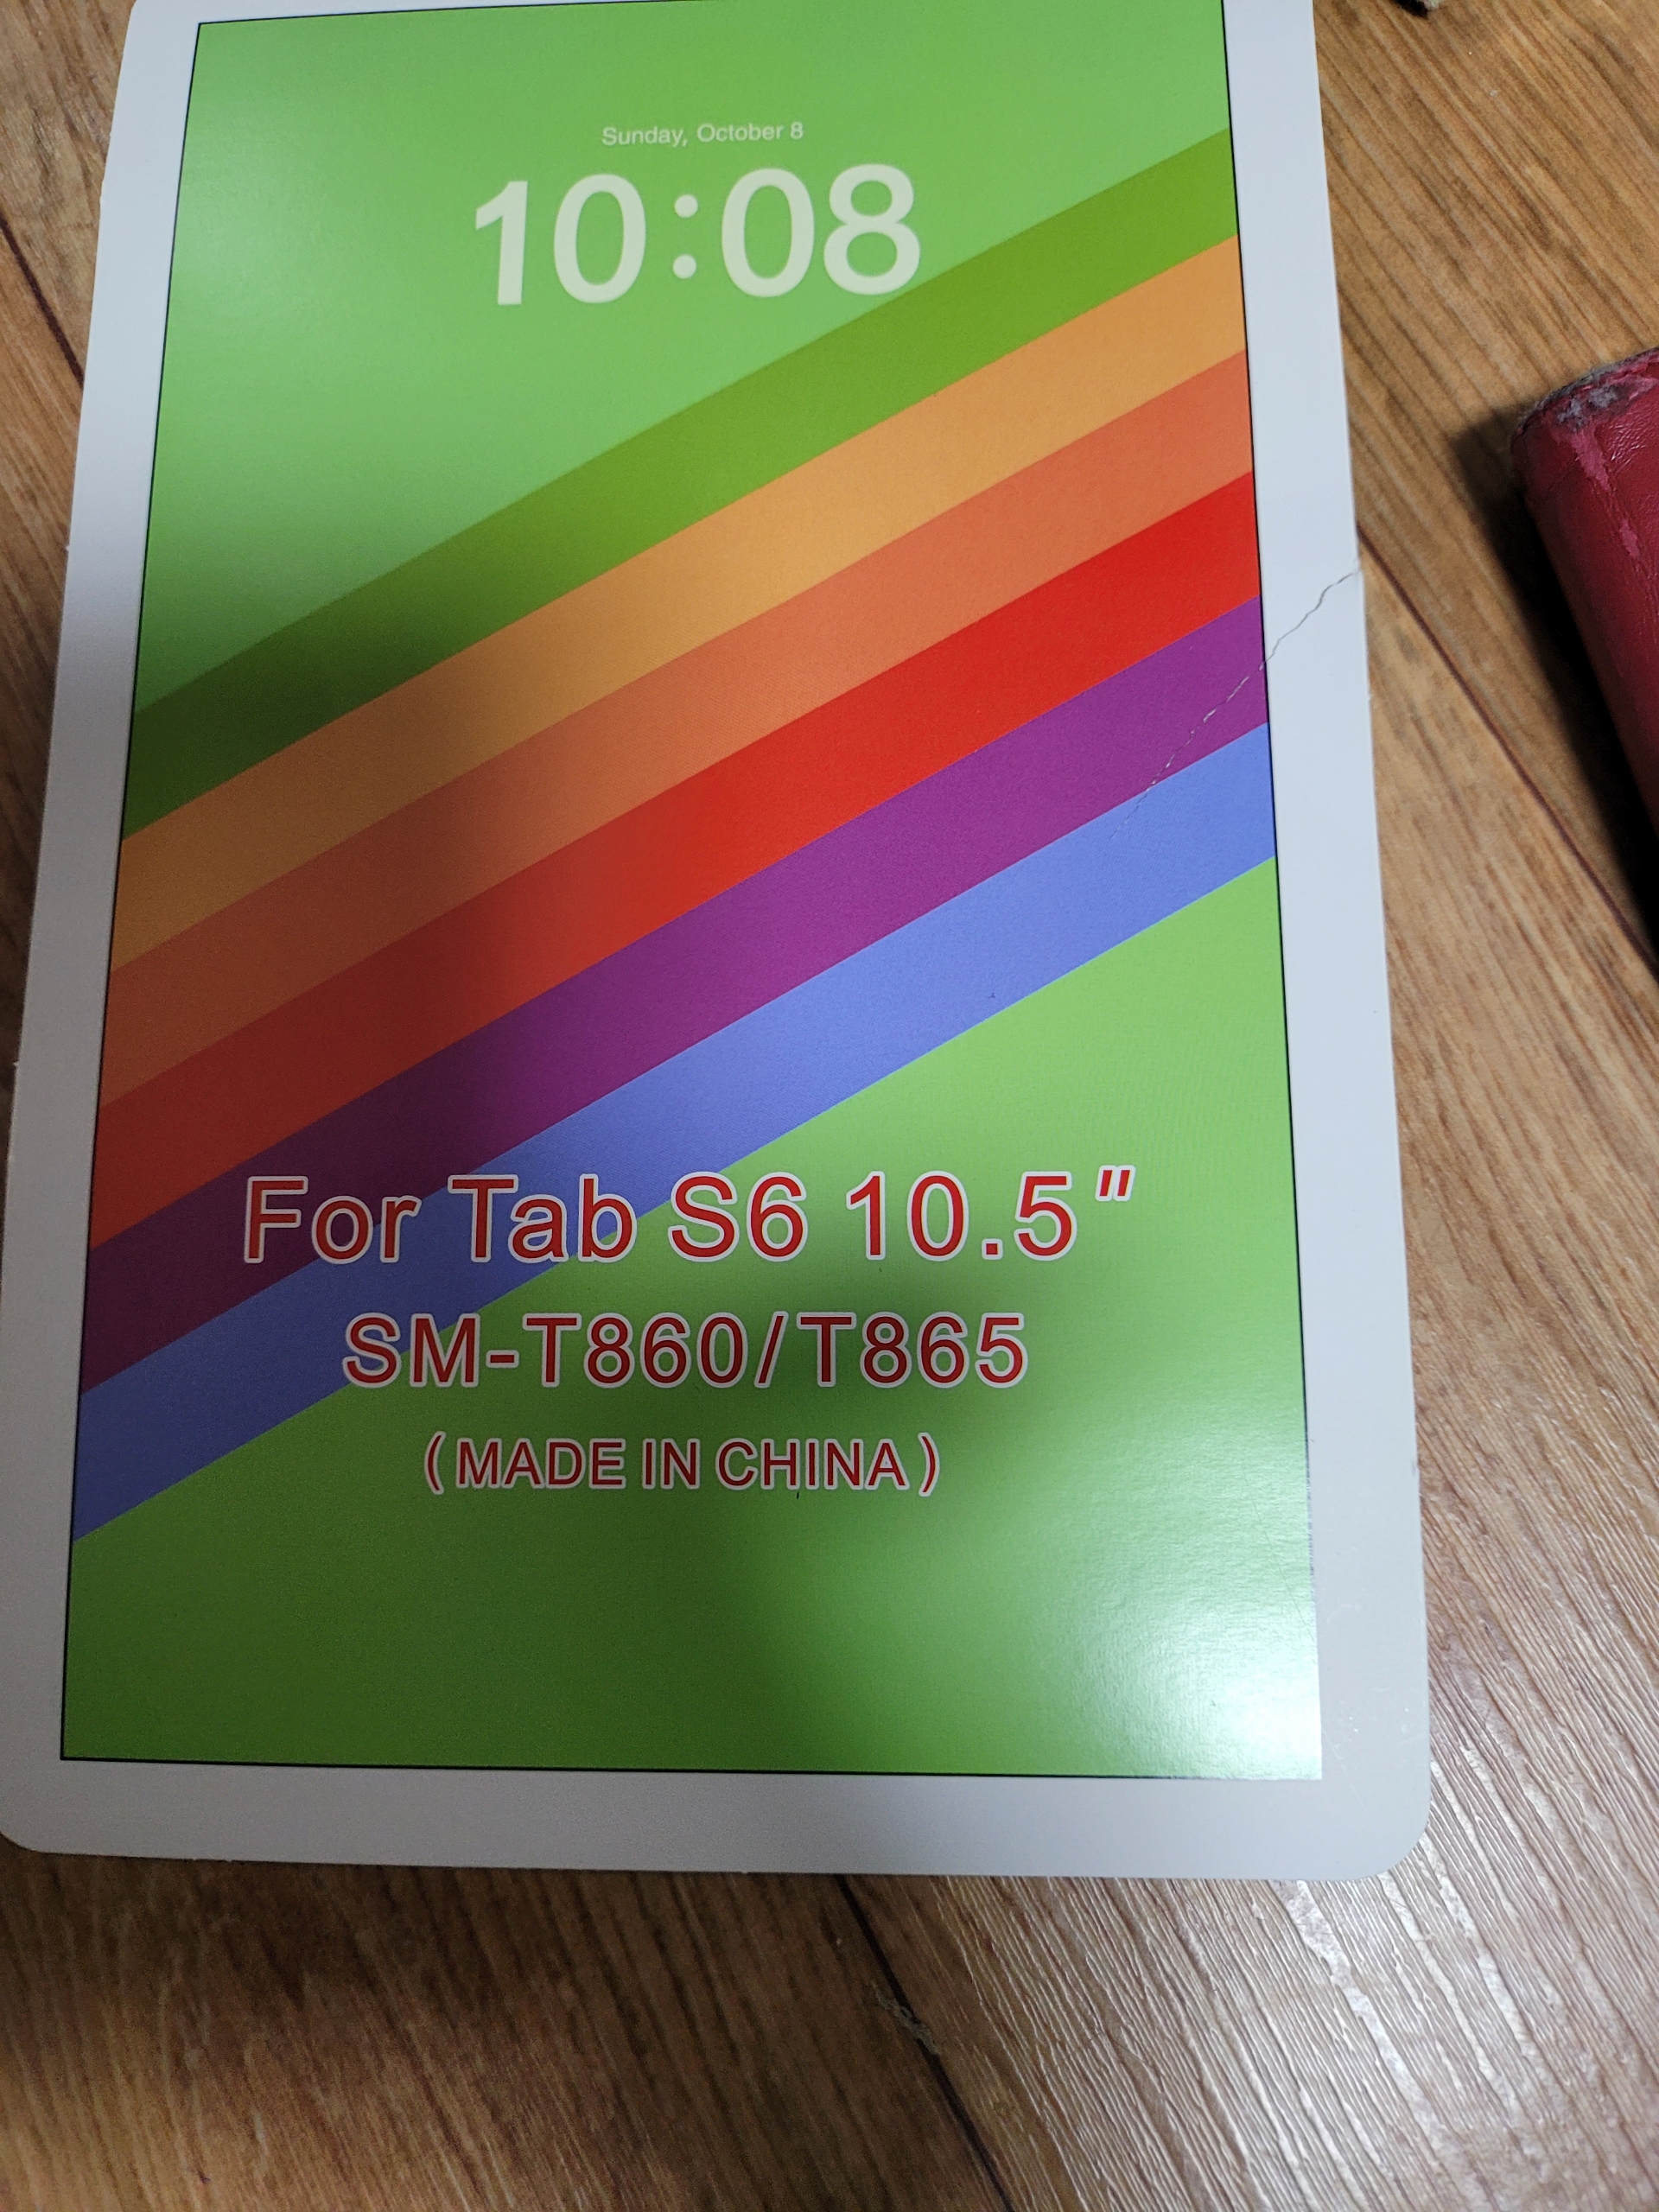 Sunday, October 8
10:08
For Tab S6 10.5"
SM-T860/T865
(MADE IN CHINA)